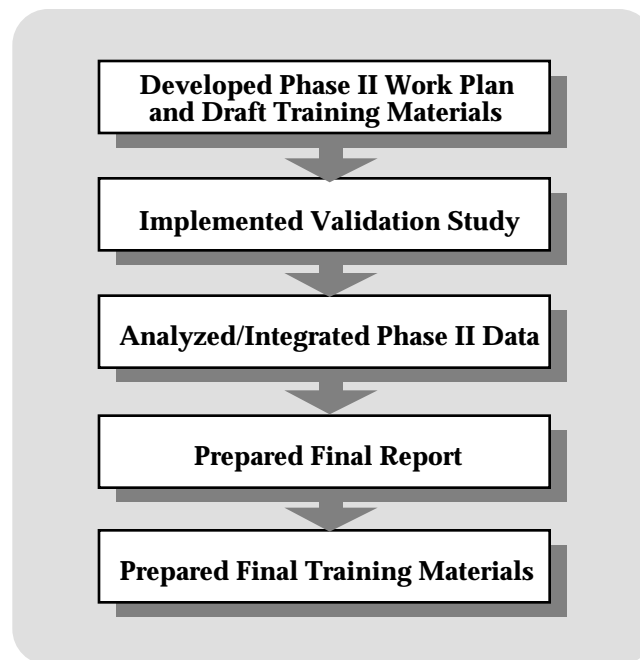 Developed Phase II Work Plan
and Draft Training Materials
Implemented Validation Study
Analyzed/Integrated Phase II Data
Prepared Final Report
Prepared Final Training Materials